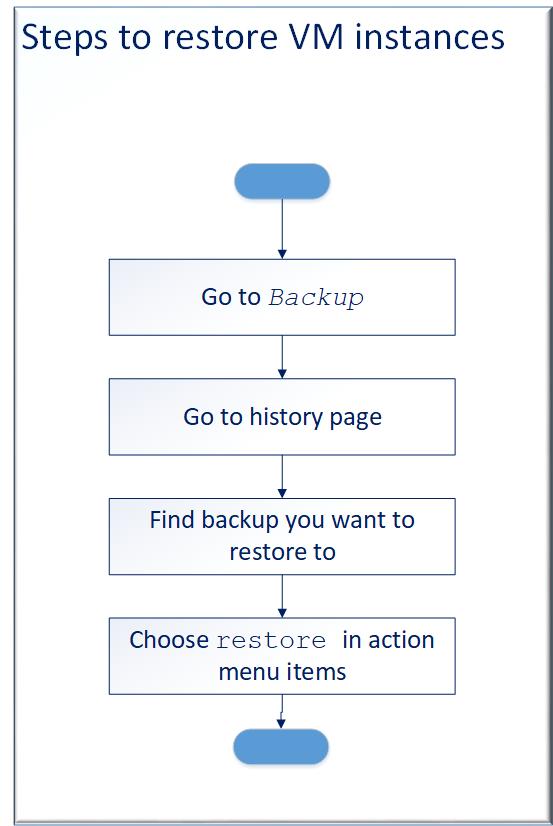 Steps to restore VM instances
Go to Backup
Go to history page
Find backup you want to
restore to
Choose restore in action
menu items